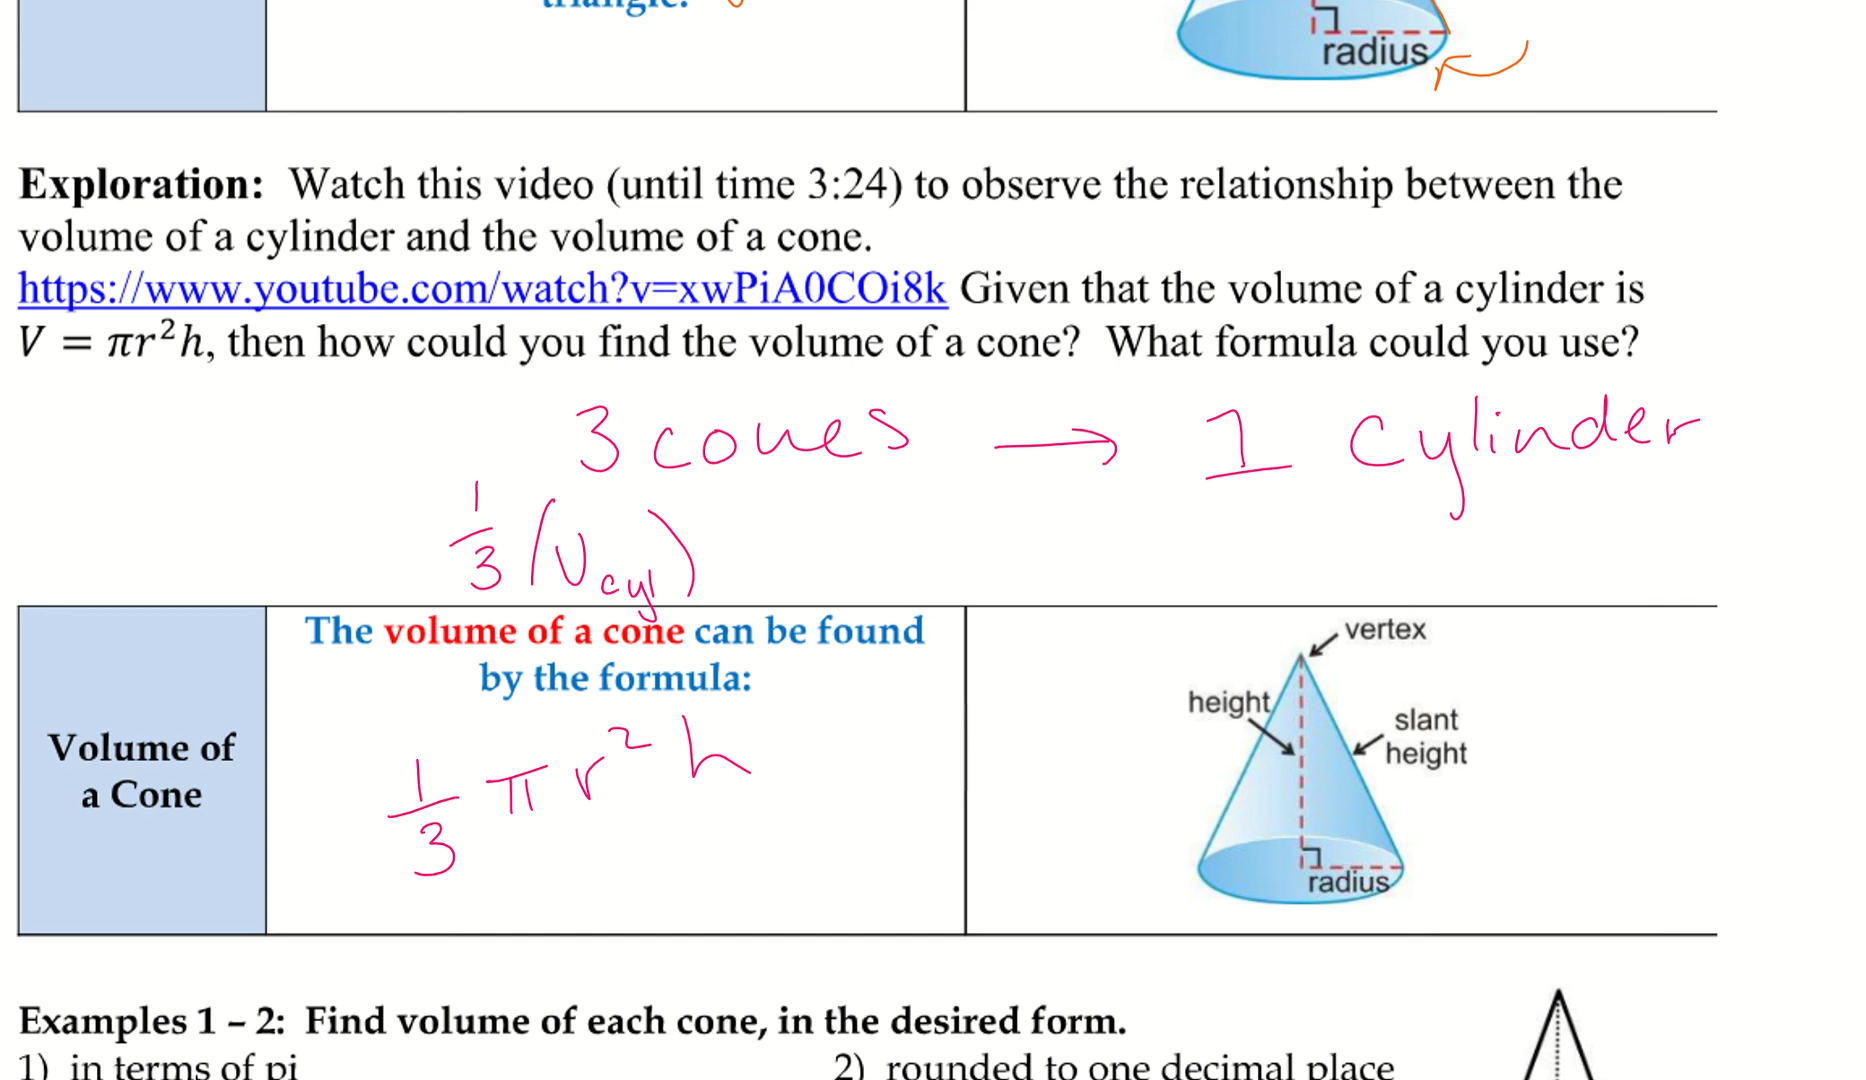 triangle.
radius
Exploration: Watch this video (until time 3:24) to observe the relationship between the
volume of a cylinder and the volume of a cone.
https://www.youtube.com/watch?v=xwPiA0COi8k Given that the volume of a cylinder is
V = πr²h, then how could you find the volume of a cone? What formula could you use?
3 cones → 1 cylinder
1/3 (Vcyl)
Volume of
a Cone
The volume of a cone can be found
by the formula:
1/3 πr²h
vertex
height
slant
height
radius
Examples 1 – 2: Find volume of each cone, in the desired form.
1) in terms of pi
2) rounded to one decimal place